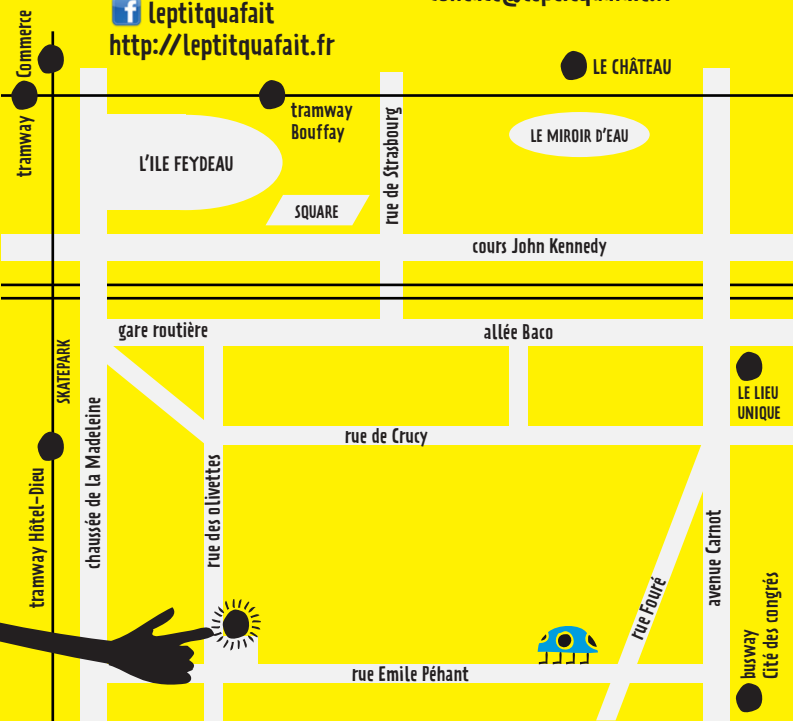 leptitquafait
http://leptitquafait.fr
tramway Commerce
LE CHÂTEAU
tramway
Bouffay
rue de Strasbourg
LE MIROIR D'EAU
L'ILE FEYDEAU
SQUARE
cours John Kennedy
gare routière
allée Baco
SKATEPARK
LE LIEU
UNIQUE
chaussée de la Madeleine
rue de Crucy
tramway Hôtel-Dieu
rue des olivettes
avenue Carnot
rue Fouré
busway
Cité des congrés
rue Emile Péhant